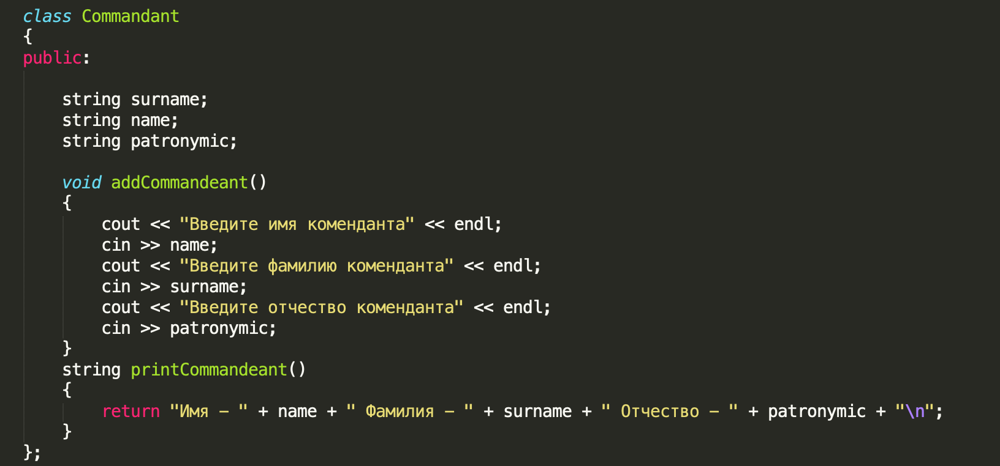 class Commandant
{
public:
string surname;
string name;
string patronymic;
void addCommandeant()
{
cout << "Введите имя коменданта" << endl;
cin >> name;
cout << "Введите фамилию коменданта" << endl;
cin >> surname;
cout << "Введите отчество коменданта" << endl;
cin >> patronymic;
}
string printCommandeant()
{
return "Имя – " + name + " Фамилия – " + surname + " Отчество – " + patronymic + "\n";
}
};